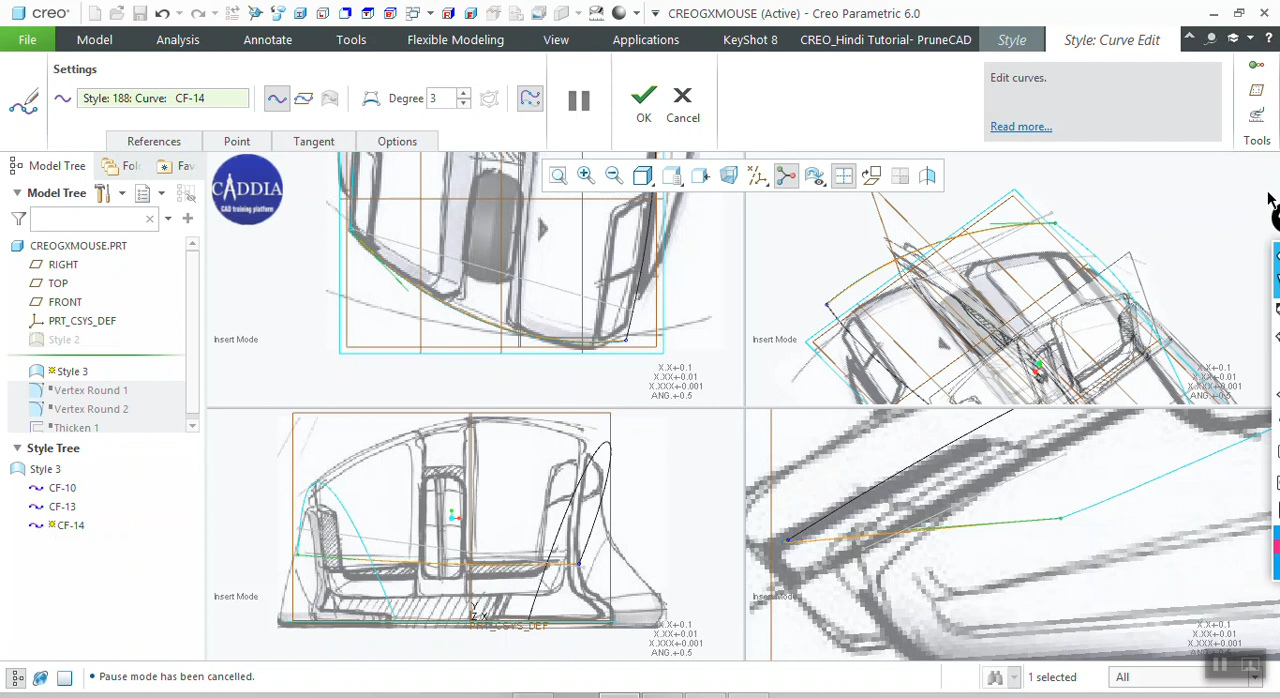 creo
CREOGXMOUSE (Active) - Creo Parametric 6.0
File
Model
Analysis
Annotate
Tools
Flexible Modeling
View
Applications
KeyShot 8
CREO_Hindi Tutorial- PruneCAD
Style
Style: Curve Edit
Settings
Style: 188: Curve: CF-14
Degree 3
OK
Cancel
Edit curves.
Read more...
Tools
References
Point
Tangent
Options
Model Tree
Fol
Fav
Model Tree
CREOGXMOUSE.PRT
RIGHT
TOP
FRONT
PRT_CSYS_DEF
Style 2
Style 3
Vertex Round 1
Vertex Round 2
Thicken 1
Style Tree
Style 3
CF-10
CF-13
CF-14
CADDIA
CAD training platform
Insert Mode
X.X+-0.1
X.XX+-0.01
X.XXX+-0.001
ANG.+-0.5
Insert Mode
X.X+-0.1
X.XX+-0.01
X.XXX+-0.001
ANG.+-0.5
Insert Mode
PRT_CSYS_DEF
X.X+-0.1
X.XX+-0.01
X.XXX+-0.001
ANG.+-0.5
Insert Mode
X.X+-0.1
X.XX+-0.01
X.XXX+-0.001
ANG.+-0.5
Pause mode has been cancelled.
1 selected
All